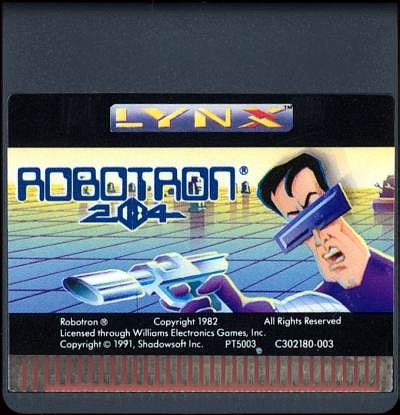 LYNX™
ROBOTRON®
2084
Robotron ® Copyright 1982 All Rights Reserved
Licensed through Williams Electronics Games, Inc.
Copyright © 1991, Shadowsoft Inc. PT5003 C302180-003